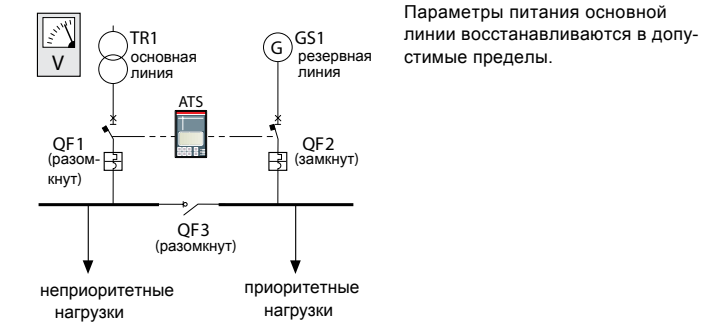 Параметры питания основной
линии восстанавливаются в допу-
стимые пределы.
V
TR1
основная
линия
G
GS1
резервная
линия
ATS
QF1
(разом-
кнут)
QF2
(замкнут)
QF3
(разомкнут)
неприоритетные
нагрузки
приоритетные
нагрузки